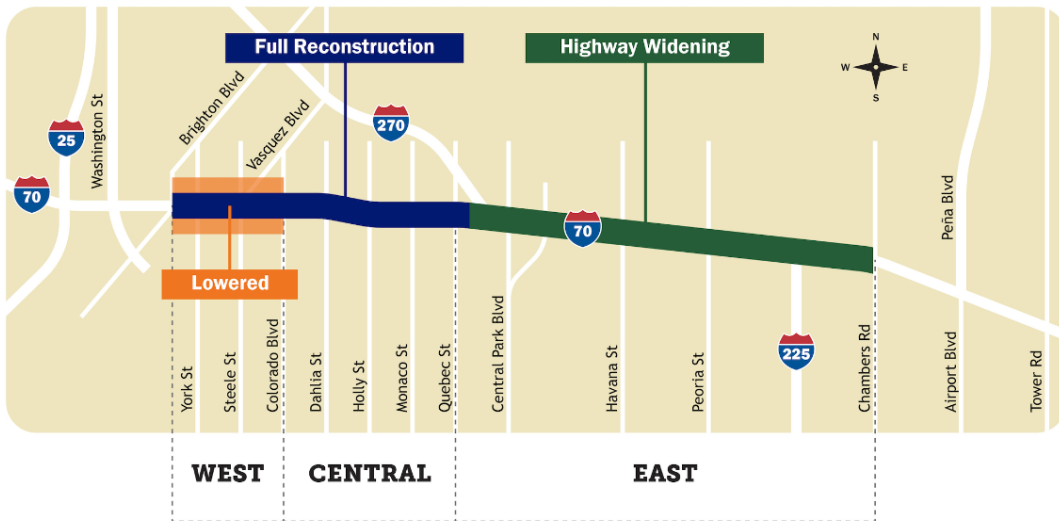 Full Reconstruction
Highway Widening
N
W
E
S
Brighton Blvd
Vasquez Blvd
Washington St
25
270
70
Peña Blvd
70
Lowered
York St
Steele St
Colorado Blvd
Dahlia St
Holly St
Monaco St
Quebec St
Central Park Blvd
Havana St
Peoria St
225
Chambers Rd
Airport Blvd
Tower Rd
WEST
CENTRAL
EAST